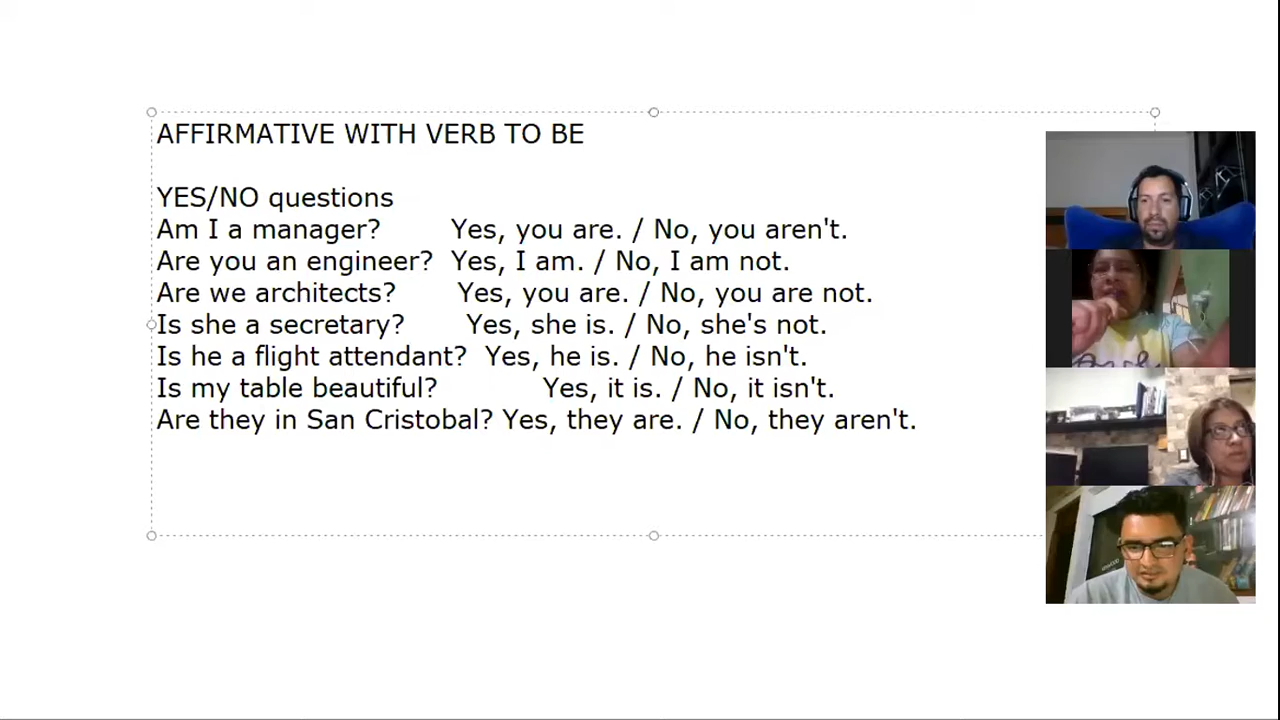 AFFIRMATIVE WITH VERB TO BE
YES/NO questions
Am I a manager? Yes, you are. / No, you aren't.
Are you an engineer? Yes, I am. / No, I am not.
Are we architects? Yes, you are. / No, you are not.
Is she a secretary? Yes, she is. / No, she's not.
Is he a flight attendant? Yes, he is. / No, he isn't.
Is my table beautiful? Yes, it is. / No, it isn't.
Are they in San Cristobal? Yes, they are. / No, they aren't.